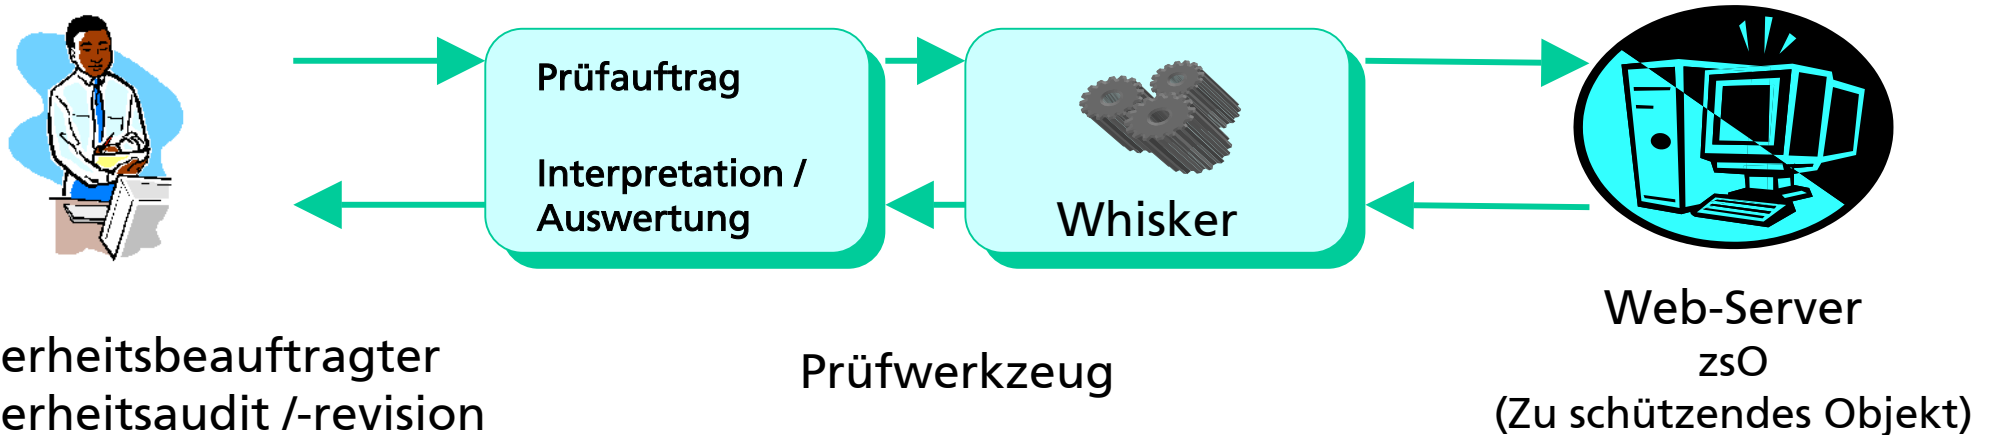 Prüfauftrag
Interpretation /
Auswertung
Whisker
Web-Server
zsO
(Zu schützendes Objekt)
erheitsbeauftragter
erheitsaudit /-revision
Prüfwerkzeug